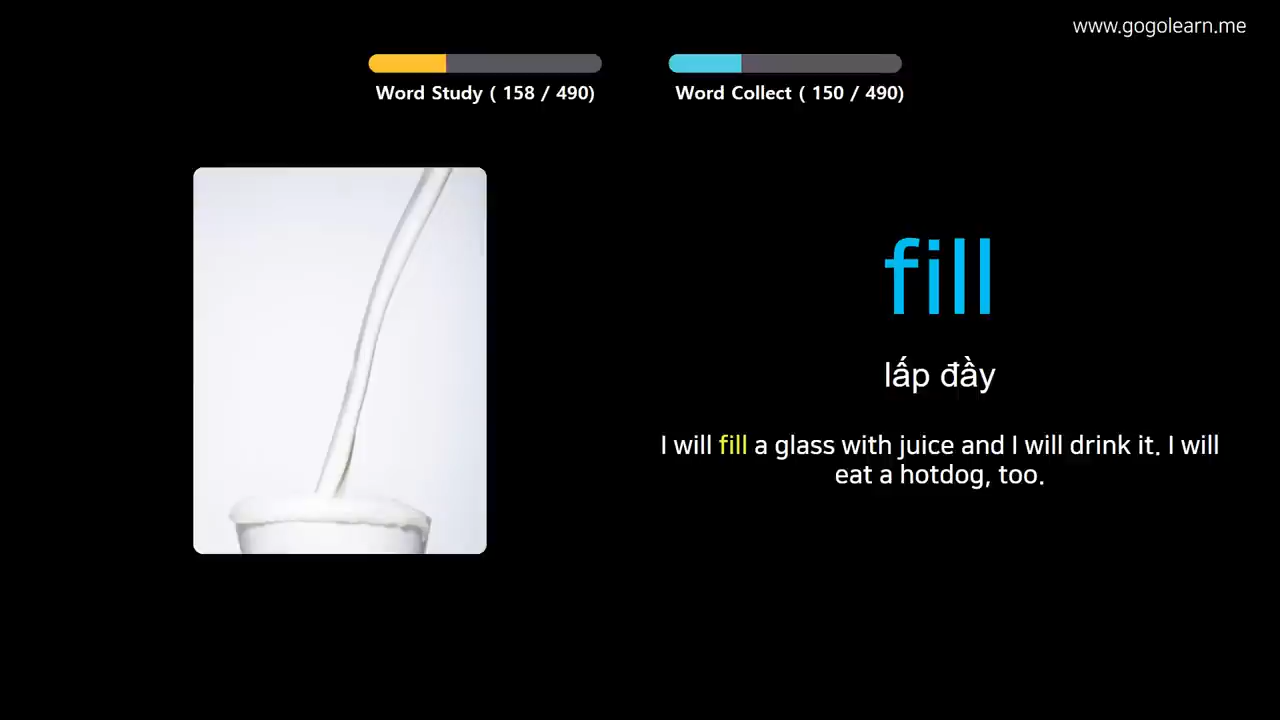 www.gogolearn.me
Word Study ( 158 / 490)
Word Collect ( 150 / 490)
fill
lấp đầy
I will fill a glass with juice and I will drink it. I will
eat a hotdog, too.